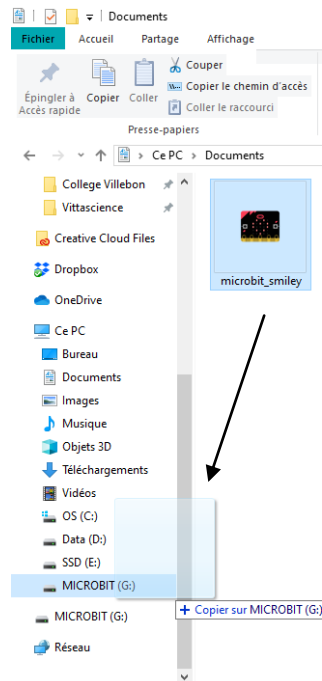 Documents
Fichier Accueil Partage Affichage
Épingler à
Accès rapide
Copier
Coller
Couper
Copier le chemin d'accès
Coller le raccourci
Presse-papiers
Ce PC > Documents
College Villebon
Vittascience
Creative Cloud Files
Dropbox
OneDrive
Ce PC
Bureau
Documents
Images
Musique
Objets 3D
Téléchargements
Vidéos
OS (C:)
Data (D:)
SSD (E:)
MICROBIT (G:)
MICROBIT (G:)
Réseau
microbit_smiley
+ Copier sur MICROBIT (G:)